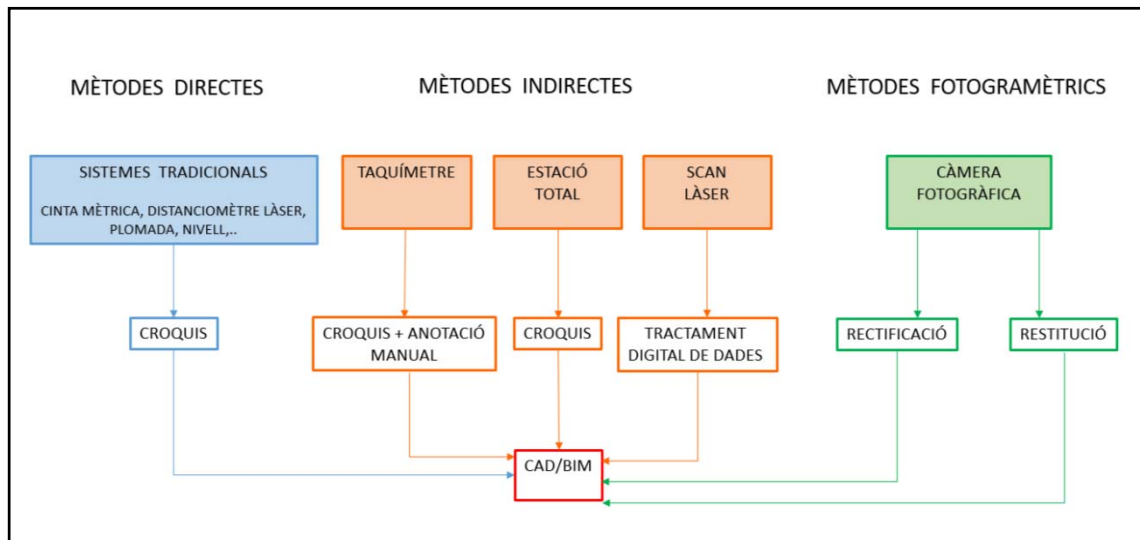 MÈTODES DIRECTES
MÈTODES INDIRECTES
MÈTODES FOTOGRAMÈTRICS
SISTEMES TRADICIONALS
CINTA MÈTRICA, DISTANCIOMÈTRE LÀSER,
PLOMADA, NIVELL,..
TAQUÍMETRE
ESTACIÓ
TOTAL
SCAN
LÀSER
CÀMERA
FOTOGRÀFICA
CROQUIS
CROQUIS + ANOTACIÓ
MANUAL
CROQUIS
TRACTAMENT
DIGITAL DE DADES
RECTIFICACIÓ
RESTITUCIÓ
CAD/BIM